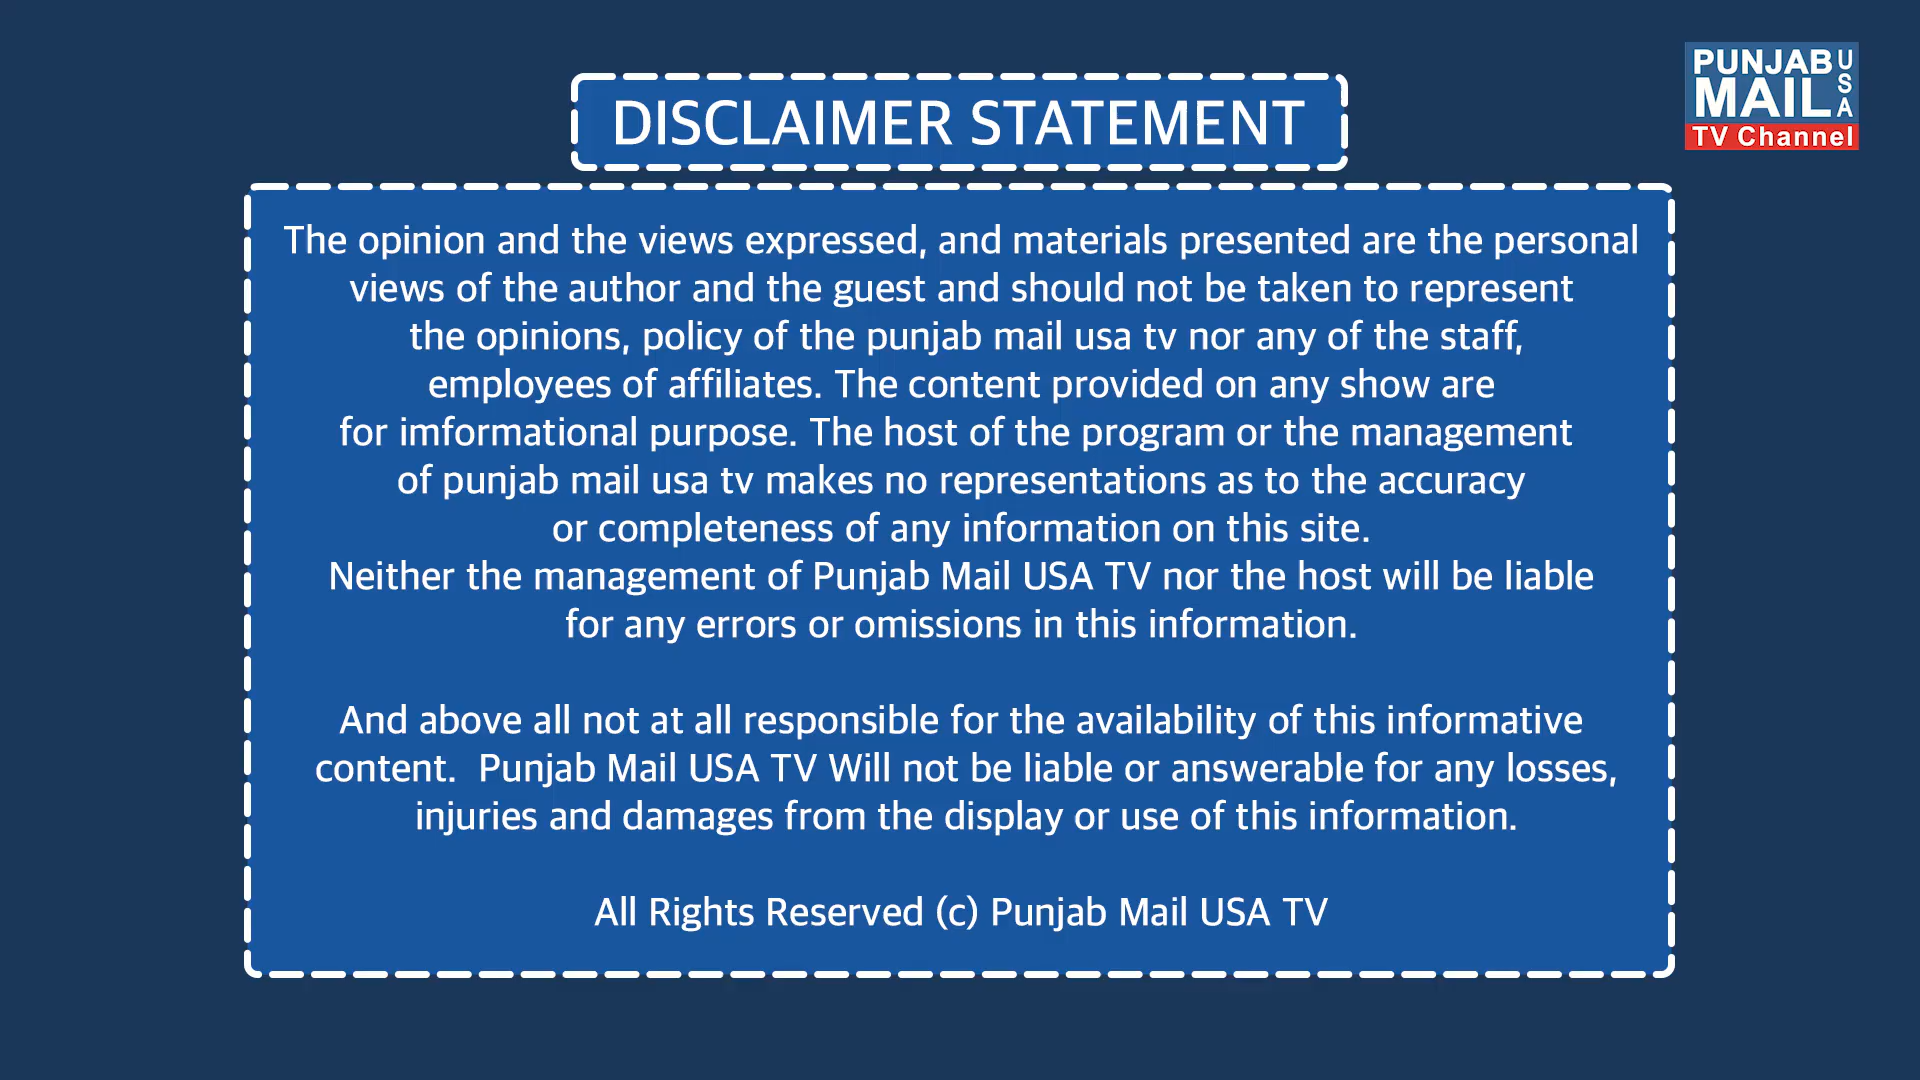 DISCLAIMER STATEMENT
PUNJAB USA
MAIL
TV Channel
The opinion and the views expressed, and materials presented are the personal
views of the author and the guest and should not be taken to represent
the opinions, policy of the punjab mail usa tv nor any of the staff,
employees of affiliates. The content provided on any show are
for imformational purpose. The host of the program or the management
of punjab mail usa tv makes no representations as to the accuracy
or completeness of any information on this site.
Neither the management of Punjab Mail USA TV nor the host will be liable
for any errors or omissions in this information.
And above all not at all responsible for the availability of this informative
content.  Punjab Mail USA TV Will not be liable or answerable for any losses,
injuries and damages from the display or use of this information.
All Rights Reserved (c) Punjab Mail USA TV